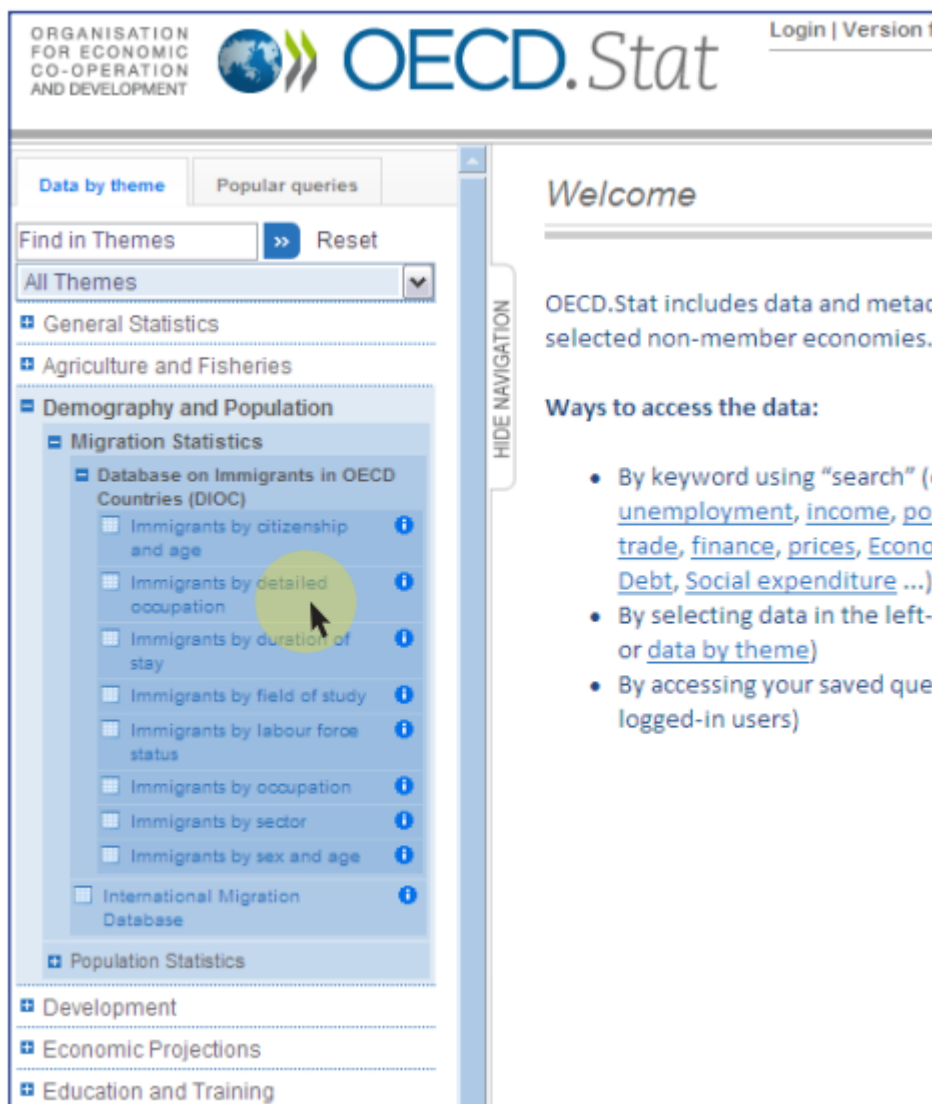 ORGANISATION
FOR ECONOMIC
CO-OPERATION
AND DEVELOPMENT
OECD.Stat
Login | Version
Data by theme
Popular queries
Find in Themes
»
Reset
All Themes
General Statistics
Agriculture and Fisheries
Demography and Population
Migration Statistics
Database on Immigrants in OECD
Countries (DIOC)
Immigrants by citizenship
and age
Immigrants by detailed
occupation
Immigrants by duration of
stay
Immigrants by field of study
Immigrants by labour force
status
Immigrants by occupation
Immigrants by sector
Immigrants by sex and age
International Migration
Database
Population Statistics
Development
Economic Projections
Education and Training
HIDE NAVIGATION
Welcome
OECD.Stat includes data and
selected non-member economies.
Ways to access the data:
• By keyword using "search"
unemployment, income,
trade, finance, prices,
Debt, Social expenditure ...)
• By selecting data in the left-
or data by theme)
• By accessing your saved
logged-in users)